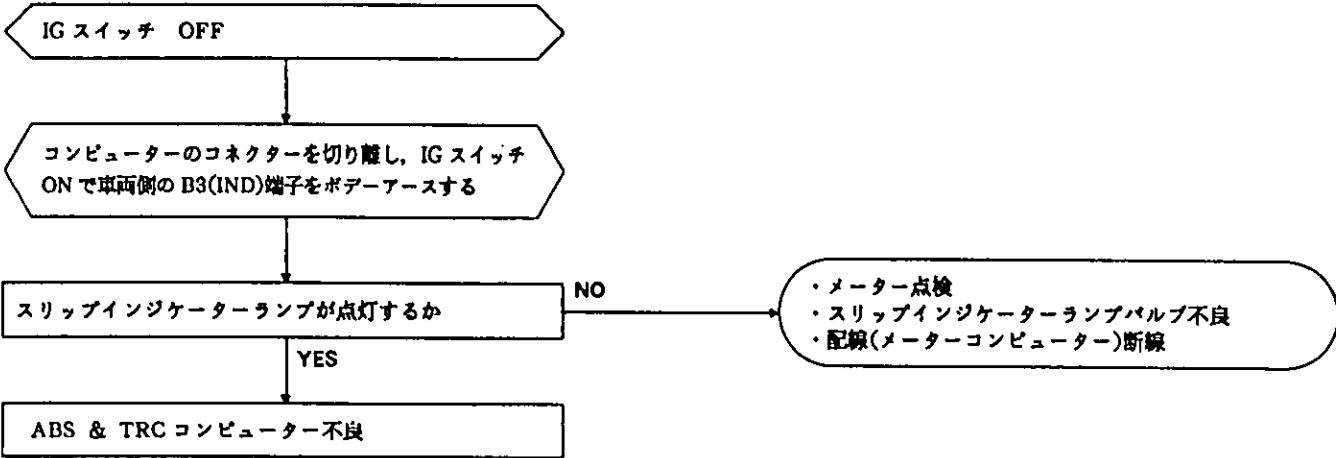 IG スイッチ OFF
コンピューターのコネクターを切り離し，IG スイッチ
ON で車両側の B3(IND)端子をボデーアースする
スリップインジケーターランプが点灯するか
NO
・メーター点検
・スリップインジケーターランプバルブ不良
・配線(メーターコンピューター)断線
YES
ABS & TRC コンピューター不良